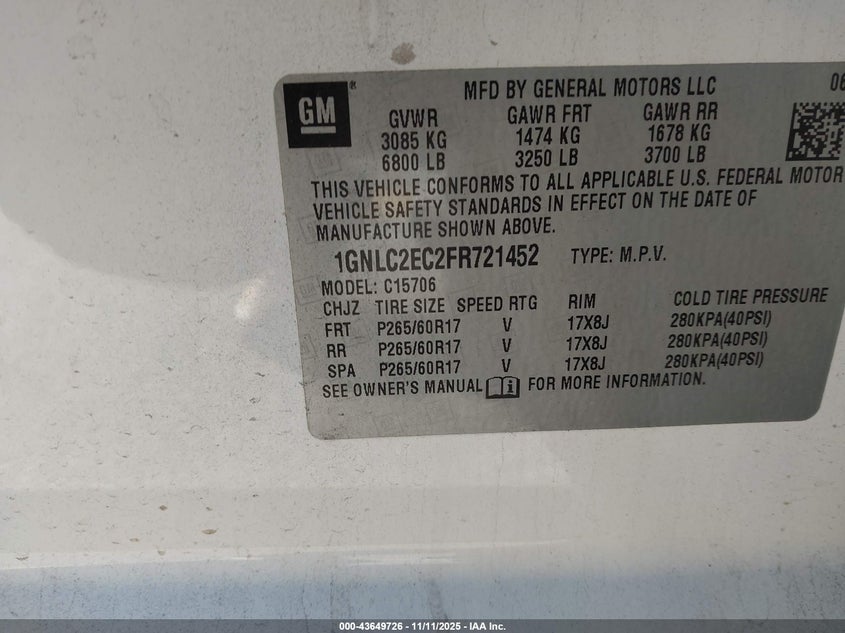 MFD BY GENERAL MOTORS LLC 06
GM
GVWR GAWR FRT GAWR RR
3085 KG 1474 KG 1678 KG
6800 LB 3250 LB 3700 LB
THIS VEHICLE CONFORMS TO ALL APPLICABLE U.S. FEDERAL MOTOR
VEHICLE SAFETY STANDARDS IN EFFECT ON THE DATE OF
MANUFACTURE SHOWN ABOVE.
1GNLC2EC2FR721452 TYPE: M.P.V.
MODEL: C15706
CHJZ TIRE SIZE SPEED RTG RIM COLD TIRE PRESSURE
FRT P265/60R17 V 17X8J 280KPA(40PSI)
RR P265/60R17 V 17X8J 280KPA(40PSI)
SPA P265/60R17 V 17X8J 280KPA(40PSI)
SEE OWNER'S MANUAL FOR MORE INFORMATION.
000-43649726 - 11/11/2025 - IAA Inc.